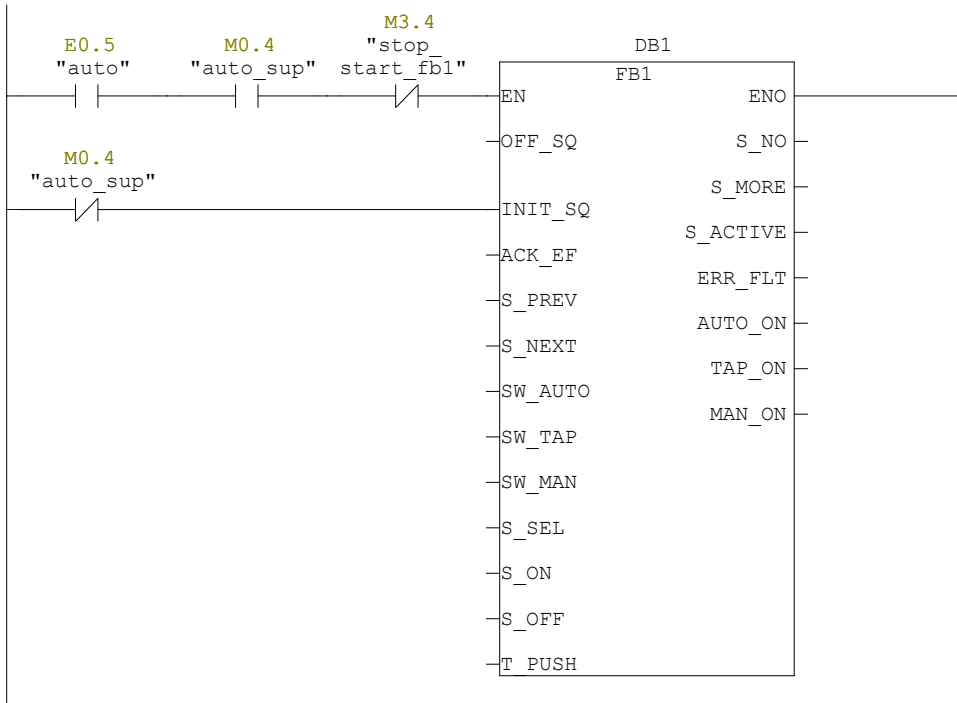 M3.4
E0.5 M0.4 "stop_ DB1
"auto" "auto_sup" start_fb1" FB1
EN ENO
OFF_SQ S_NO
M0.4
"auto_sup" S_MORE
INIT_SQ
S_ACTIVE
ACK_EF
ERR_FLT
S_PREV
AUTO_ON
S_NEXT
TAP_ON
SW_AUTO
MAN_ON
SW_TAP
SW_MAN
S_SEL
S_ON
S_OFF
T_PUSH